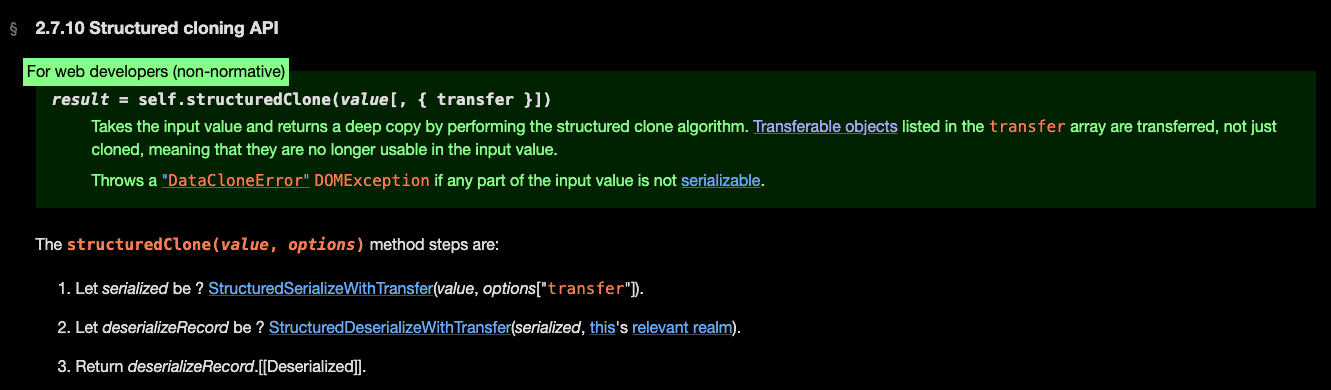 § 2.7.10 Structured cloning API
For web developers (non-normative)
result = self.structuredClone(value[, { transfer }])
Takes the input value and returns a deep copy by performing the structured clone algorithm. Transferable objects listed in the transfer array are transferred, not just
cloned, meaning that they are no longer usable in the input value.
Throws a "DataCloneError" DOMException if any part of the input value is not serializable.
The structuredClone(value, options) method steps are:
1. Let serialized be ? StructuredSerializeWithTransfer(value, options["transfer"]).
2. Let deserializeRecord be ? StructuredDeserializeWithTransfer(serialized, this's relevant realm).
3. Return deserializeRecord.[[Deserialized]].